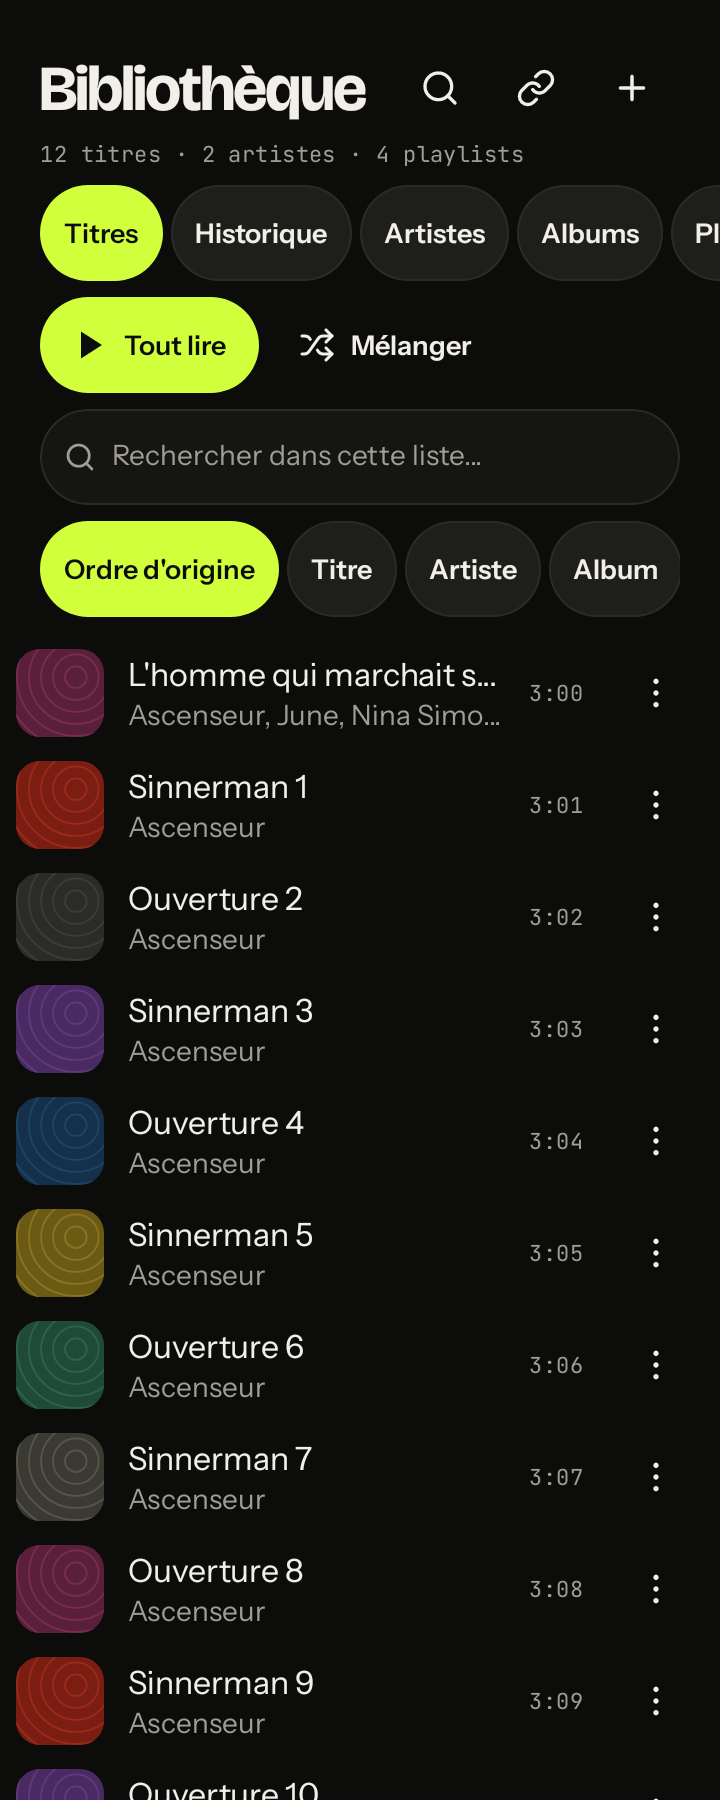 Bibliothèque
12 titres · 2 artistes · 4 playlists
Titres Historique Artistes Albums Pl
Tout lire Mélanger
Rechercher dans cette liste...
Ordre d'origine Titre Artiste Album
L'homme qui marchait s... 3:00
Ascenseur, June, Nina Simo...
Sinnerman 1 3:01
Ascenseur
Ouverture 2 3:02
Ascenseur
Sinnerman 3 3:03
Ascenseur
Ouverture 4 3:04
Ascenseur
Sinnerman 5 3:05
Ascenseur
Ouverture 6 3:06
Ascenseur
Sinnerman 7 3:07
Ascenseur
Ouverture 8 3:08
Ascenseur
Sinnerman 9 3:09
Ascenseur
Ouverture 10